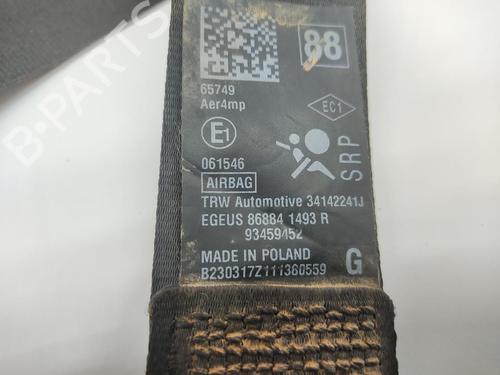 B-PARTS
88
65749
Aer4mp
EC1
E1
SRP
061546
AIRBAG
TRW Automotive 34142241J
EGEUS 86884 1493 R
93459452
MADE IN POLAND
B230317Z111360559
G